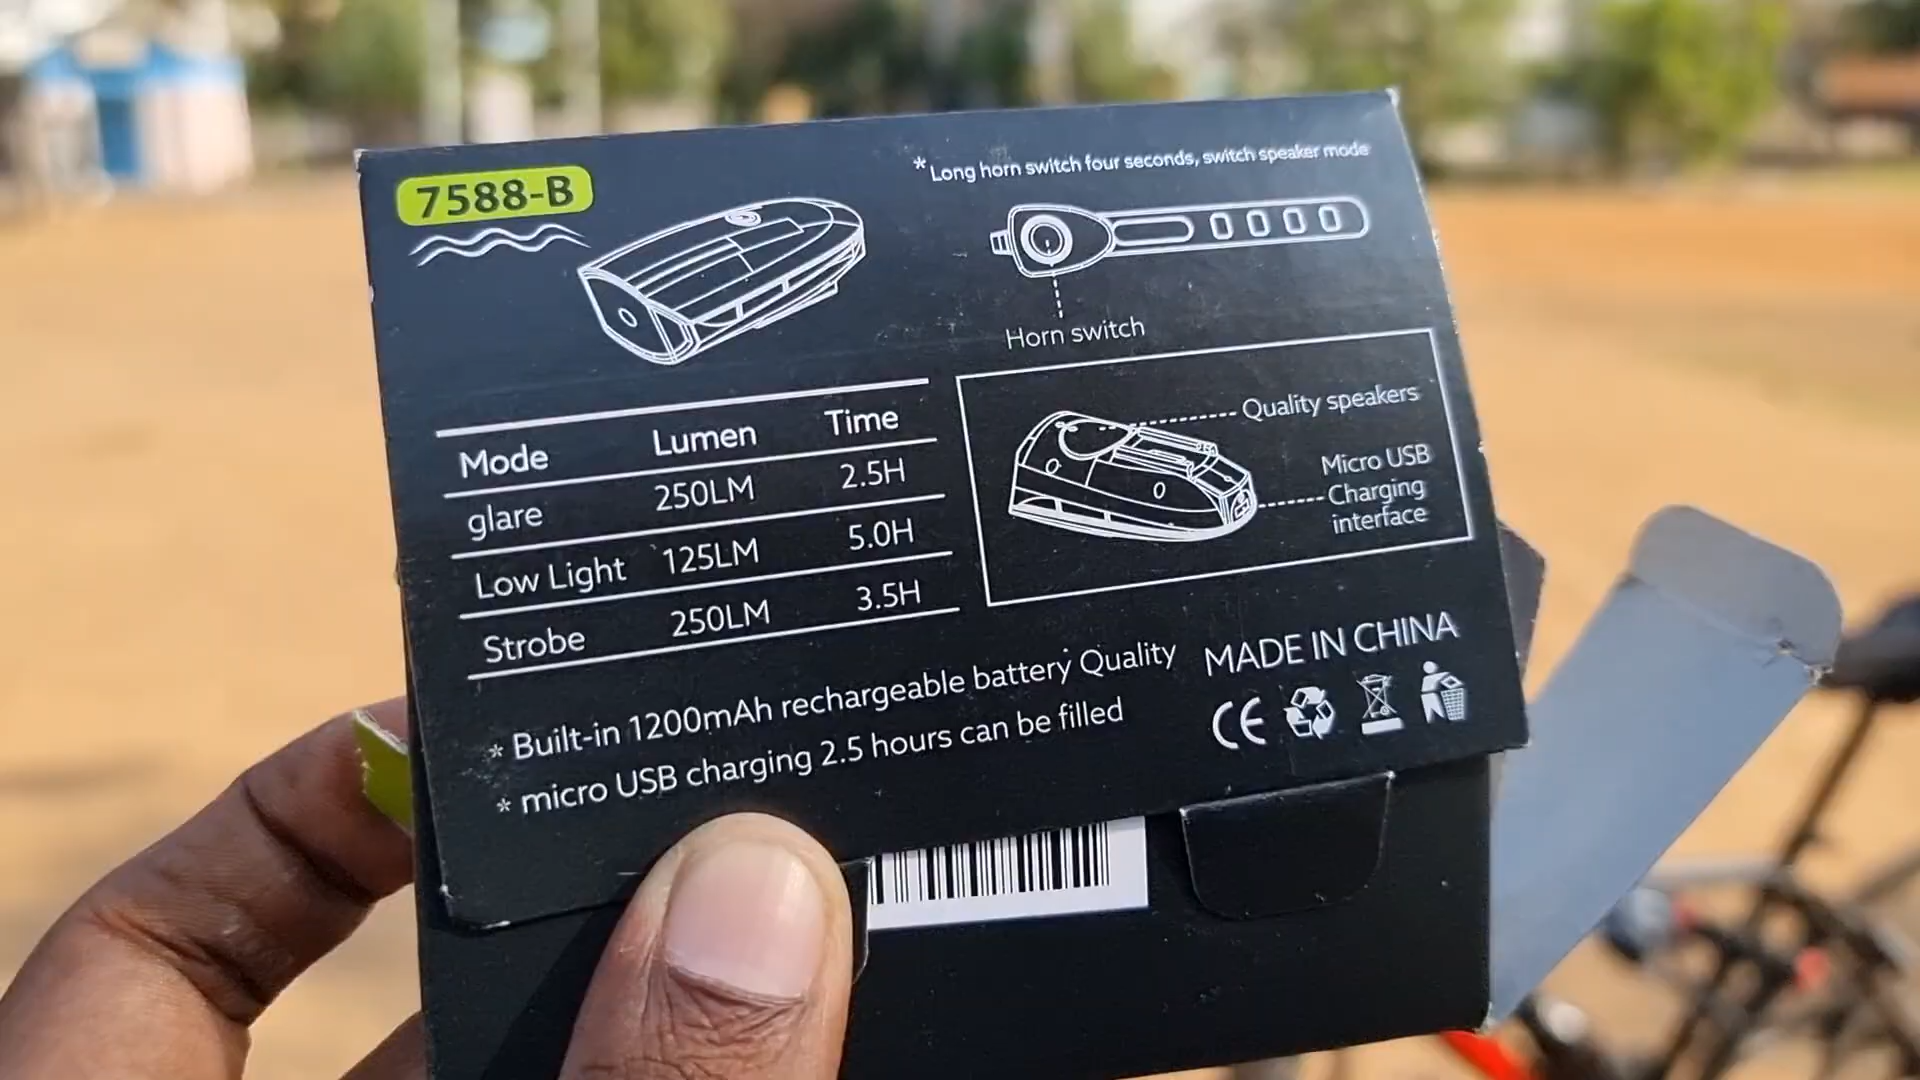 7588-B
* Long horn switch four seconds, switch speaker mode
Horn switch
Mode Lumen Time
glare 250LM 2.5H
Low Light 125LM 5.0H
Strobe 250LM 3.5H
Quality speakers
Micro USB
Charging
interface
* Built-in 1200mAh rechargeable battery Quality
* micro USB charging 2.5 hours can be filled
MADE IN CHINA
CE